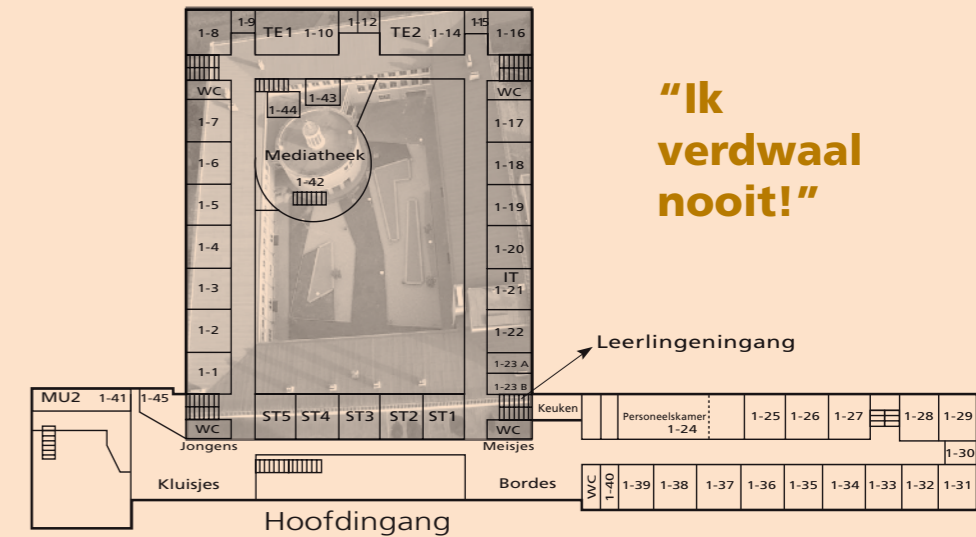 1-8
1-9
TE1 1-10
1-12
TE2 1-14
1-15
1-16
WC
WC
1-7
1-17
1-44
1-43
1-6
Mediatheek
1-42
1-18
1-5
1-19
1-4
1-20
1-3
IT
1-21
1-2
1-22
1-1
1-23 A
1-23 B
"Ik
verdwaal
nooit!"
Leerlingeningang
MU2 1-41
1-45
WC
Jongens
ST5
ST4
ST3
ST2
ST1
WC
Meisjes
Keuken
Personeelskamer
1-24
1-25
1-26
1-27
1-28
1-29
1-30
Kluisjes
Bordes
WC
1-40
1-39
1-38
1-37
1-36
1-35
1-34
1-33
1-32
1-31
Hoofdingang